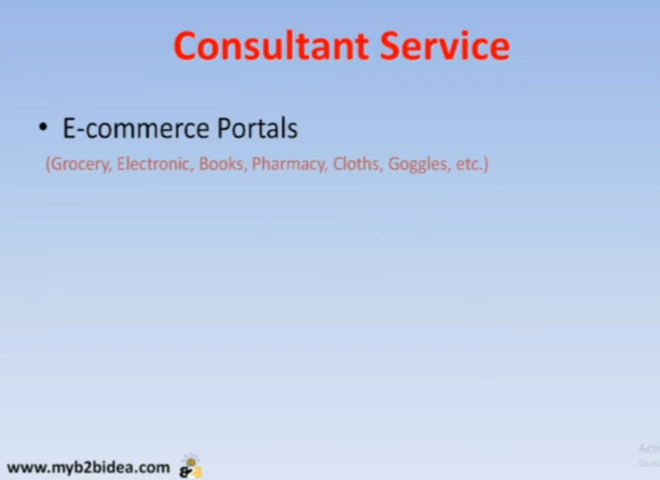 Consultant Service
• E-commerce Portals
(Grocery, Electronic, Books, Pharmacy, Cloths, Goggles, etc.)
www.myb2bidea.com